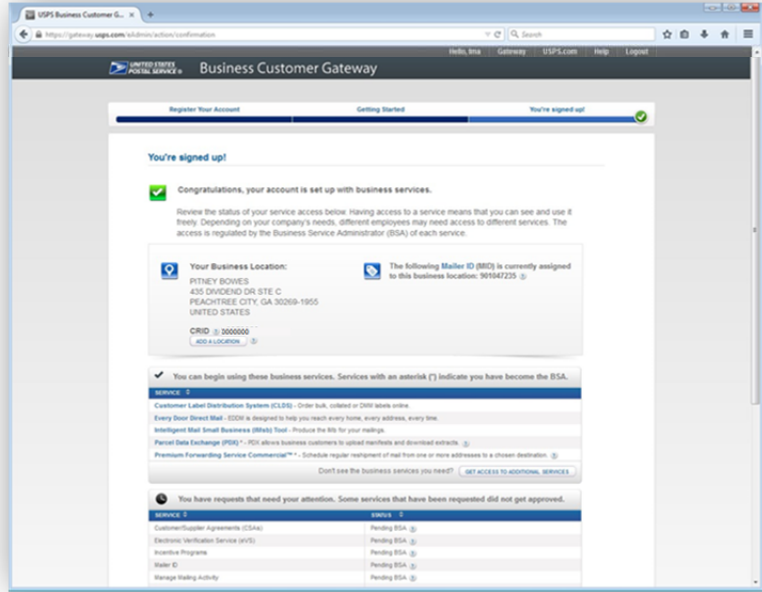 USPS Business Customer G...
https://gateway.usps.com/eAdmin/action/confirmation
Search
Hello, Ima Gateway USPS.com Help Logout
UNITED STATES POSTAL SERVICE® Business Customer Gateway
Register Your Account Getting Started You're signed up!
You're signed up!
Congratulations, your account is set up with business services.
Review the status of your service access below. Having access to a service means that you can see and use it
freely. Depending on your company's needs, different employees may need access to different services. The
access is regulated by the Business Service Administrator (BSA) of each service.
Your Business Location:
PITNEY BOWES
435 DIVIDEND DR STE C
PEACHTREE CITY, GA 30269-1955
UNITED STATES
CRID 0000000
ADD A LOCATION
The following Mailer ID (MID) is currently assigned
to this business location: 901047235
You can begin using these business services. Services with an asterisk (*) indicate you have become the BSA.
SERVICE
Customer Label Distribution System (CLDS) - Order bulk, collated or DMM labels online.
Every Door Direct Mail - EDDM is designed to help you reach every home, every address, every time.
Intelligent Mail Small Business (IMsb) Tool - Produce the IMb for your mailings.
Parcel Data Exchange (PDX) * - PDX allows business customers to upload manifests and download extracts.
Premium Forwarding Service Commercial™ * - Schedule regular reshipment of mail from one or more addresses to a chosen destination.
Don't see the business services you need? GET ACCESS TO ADDITIONAL SERVICES
You have requests that need your attention. Some services that have been requested did not get approved.
SERVICE STATUS
Customer/Supplier Agreements (CSAs) Pending BSA
Electronic Verification Service (eVS) Pending BSA
Incentive Programs Pending BSA
Mailer ID Pending BSA
Manage Mailing Activity Pending BSA